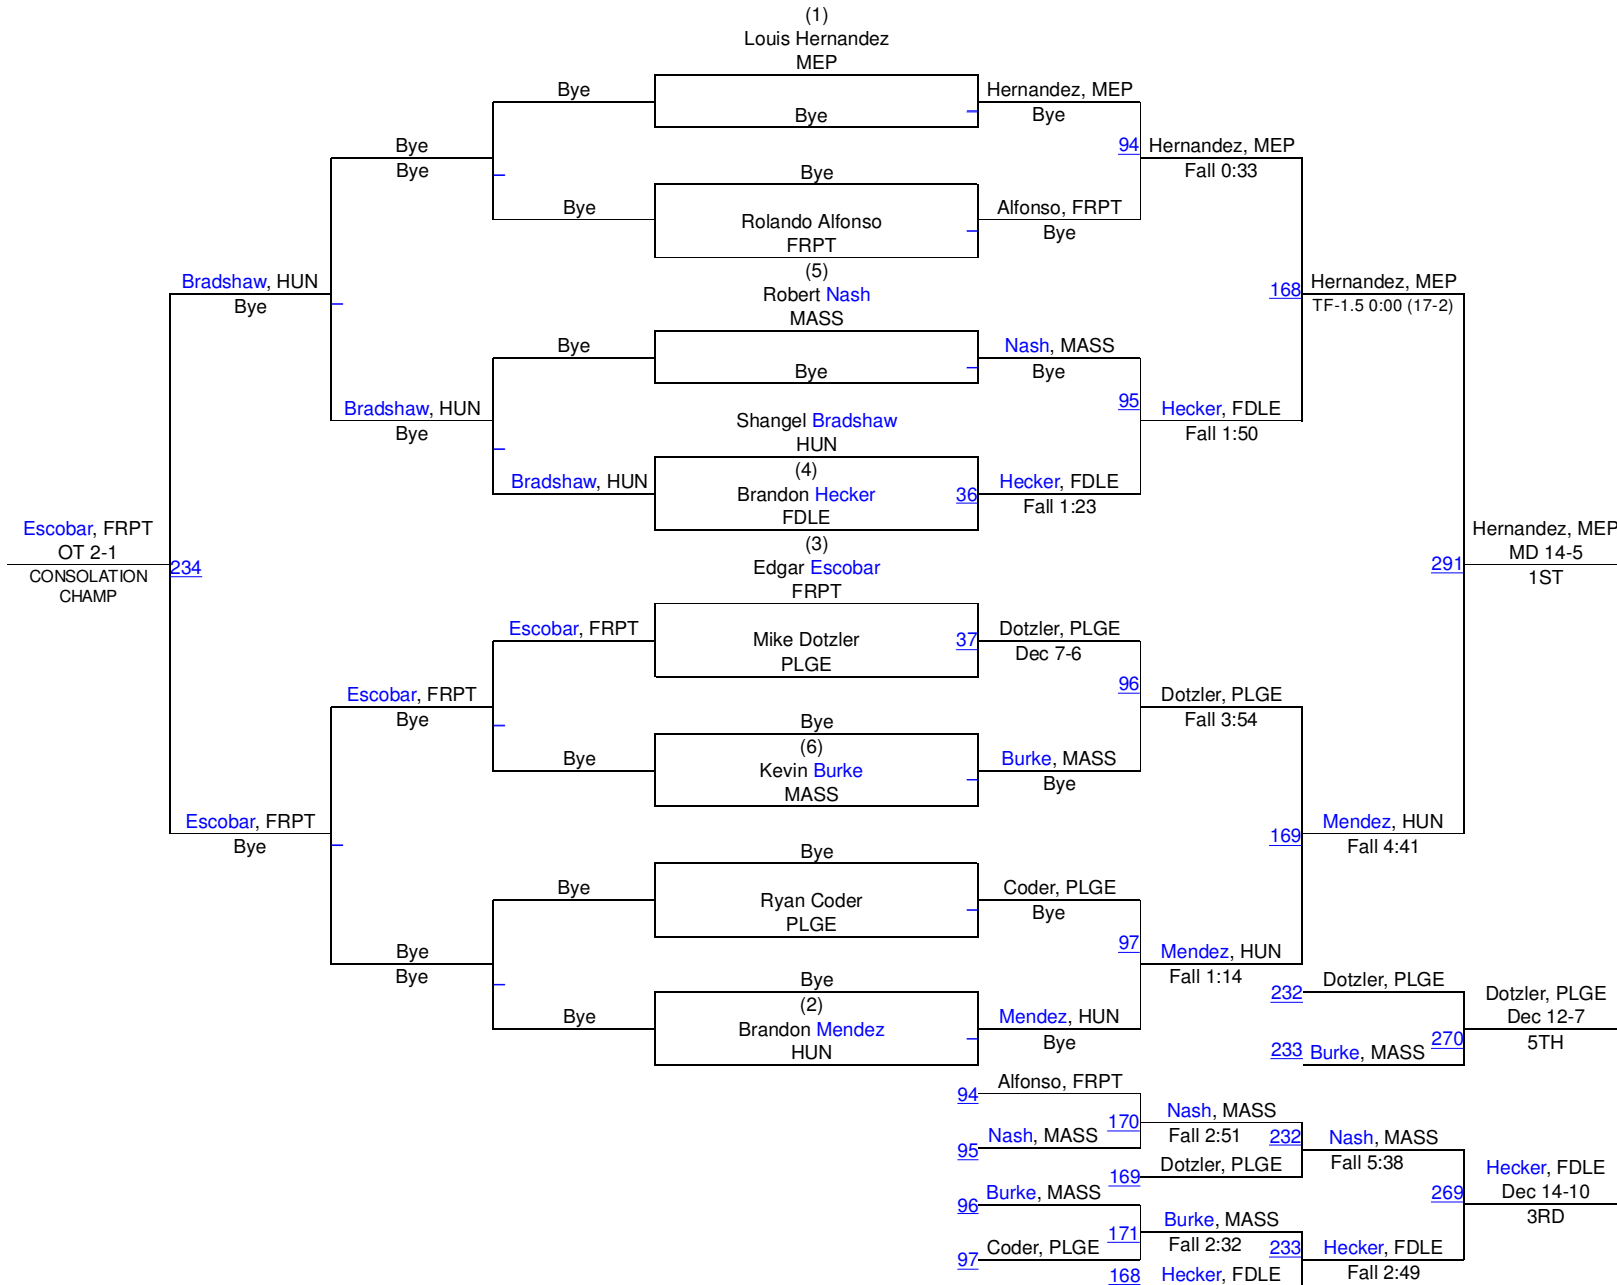 (1)
Louis Hernandez
MEP
Bye
Hernandez, MEP
Bye
Bye
Bye
Bye
94
Hernandez, MEP
Fall 0:33
Bye
Bye
Rolando Alfonso
FRPT
Alfonso, FRPT
Bye
(5)
Robert Nash
MASS
Bradshaw, HUN
Bye
168
Hernandez, MEP
TF-1.5 0:00 (17-2)
Bye
Nash, MASS
Bye
Bye
Bradshaw, HUN
Bye
95
Hecker, FDLE
Fall 1:50
Shangel Bradshaw
HUN
Bradshaw, HUN
(4)
Brandon Hecker
FDLE
36
Hecker, FDLE
Fall 1:23
Escobar, FRPT
OT 2-1
CONSOLATION
CHAMP
234
(3)
Edgar Escobar
FRPT
291
Hernandez, MEP
MD 14-5
1ST
Escobar, FRPT
Mike Dotzler
PLGE
37
Dotzler, PLGE
Dec 7-6
Escobar, FRPT
Bye
96
Dotzler, PLGE
Fall 3:54
Bye
Bye
(6)
Kevin Burke
MASS
Burke, MASS
Bye
Escobar, FRPT
Bye
169
Mendez, HUN
Fall 4:41
Bye
Bye
Ryan Coder
PLGE
Coder, PLGE
Bye
Bye
Bye
97
Mendez, HUN
Fall 1:14
Bye
Bye
(2)
Brandon Mendez
HUN
Mendez, HUN
Bye
232
Dotzler, PLGE
233
Burke, MASS
270
Dotzler, PLGE
Dec 12-7
5TH
94
Alfonso, FRPT
95
Nash, MASS
170
Nash, MASS
Fall 2:51
232
169
Dotzler, PLGE
Nash, MASS
Fall 5:38
96
Burke, MASS
97
Coder, PLGE
171
Burke, MASS
Fall 2:32
233
168
Hecker, FDLE
Hecker, FDLE
Fall 2:49
269
Hecker, FDLE
Dec 14-10
3RD